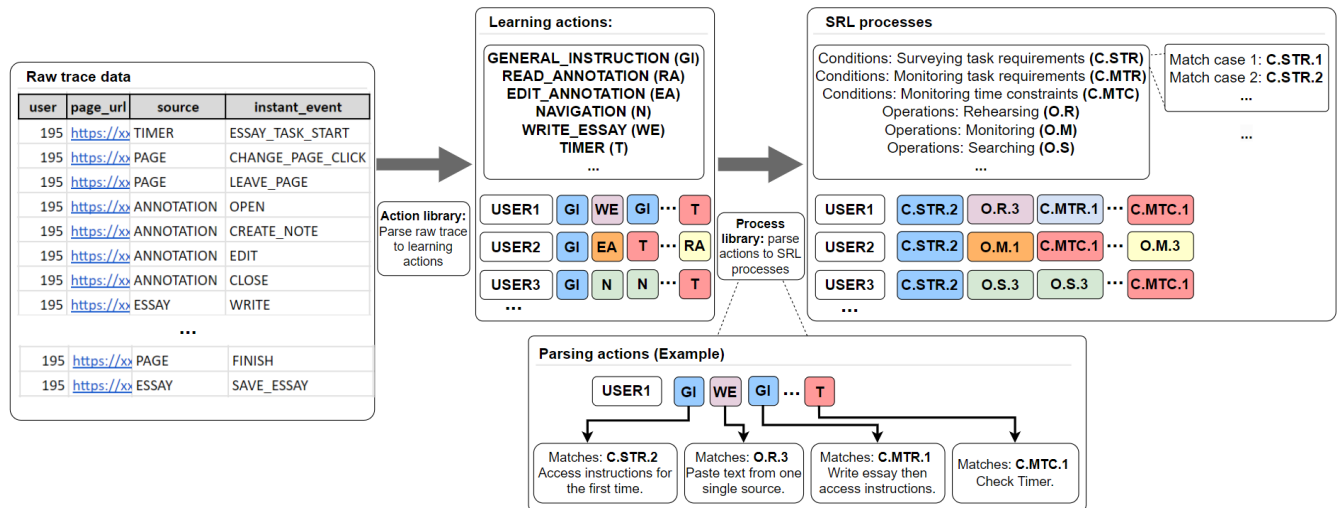 Raw trace data
user page_url source instant_event
195 https://xx TIMER ESSAY_TASK_START
195 https://xx PAGE CHANGE_PAGE_CLICK
195 https://xx PAGE LEAVE_PAGE
195 https://xx ANNOTATION OPEN
195 https://xx ANNOTATION CREATE_NOTE
195 https://xx ANNOTATION EDIT
195 https://xx ANNOTATION CLOSE
195 https://xx ESSAY WRITE
...
195 https://xx PAGE FINISH
195 https://xx ESSAY SAVE_ESSAY
Action library:
Parse raw trace
to learning
actions
Learning actions:
GENERAL_INSTRUCTION (GI)
READ_ANNOTATION (RA)
EDIT_ANNOTATION (EA)
NAVIGATION (N)
WRITE_ESSAY (WE)
TIMER (T)
...
USER1 GI WE GI ... T
USER2 GI EA T ... RA
USER3 GI N N ... T
...
Process
library: parse
actions to SRL
processes
SRL processes
Conditions: Surveying task requirements (C.STR)
Conditions: Monitoring task requirements (C.MTR)
Conditions: Monitoring time constraints (C.MTC)
Operations: Rehearsing (O.R)
Operations: Monitoring (O.M)
Operations: Searching (O.S)
...
Match case 1: C.STR.1
Match case 2: C.STR.2
...
...
USER1 C.STR.2 O.R.3 C.MTR.1 ... C.MTC.1
USER2 C.STR.2 O.M.1 C.MTC.1 ... O.M.3
USER3 C.STR.2 O.S.3 O.S.3 ... C.MTC.1
...
Parsing actions (Example)
USER1 GI WE GI ... T
Matches: C.STR.2
Access instructions for
the first time.
Matches: O.R.3
Paste text from one
single source.
Matches: C.MTR.1
Write essay then
access instructions.
Matches: C.MTC.1
Check Timer.